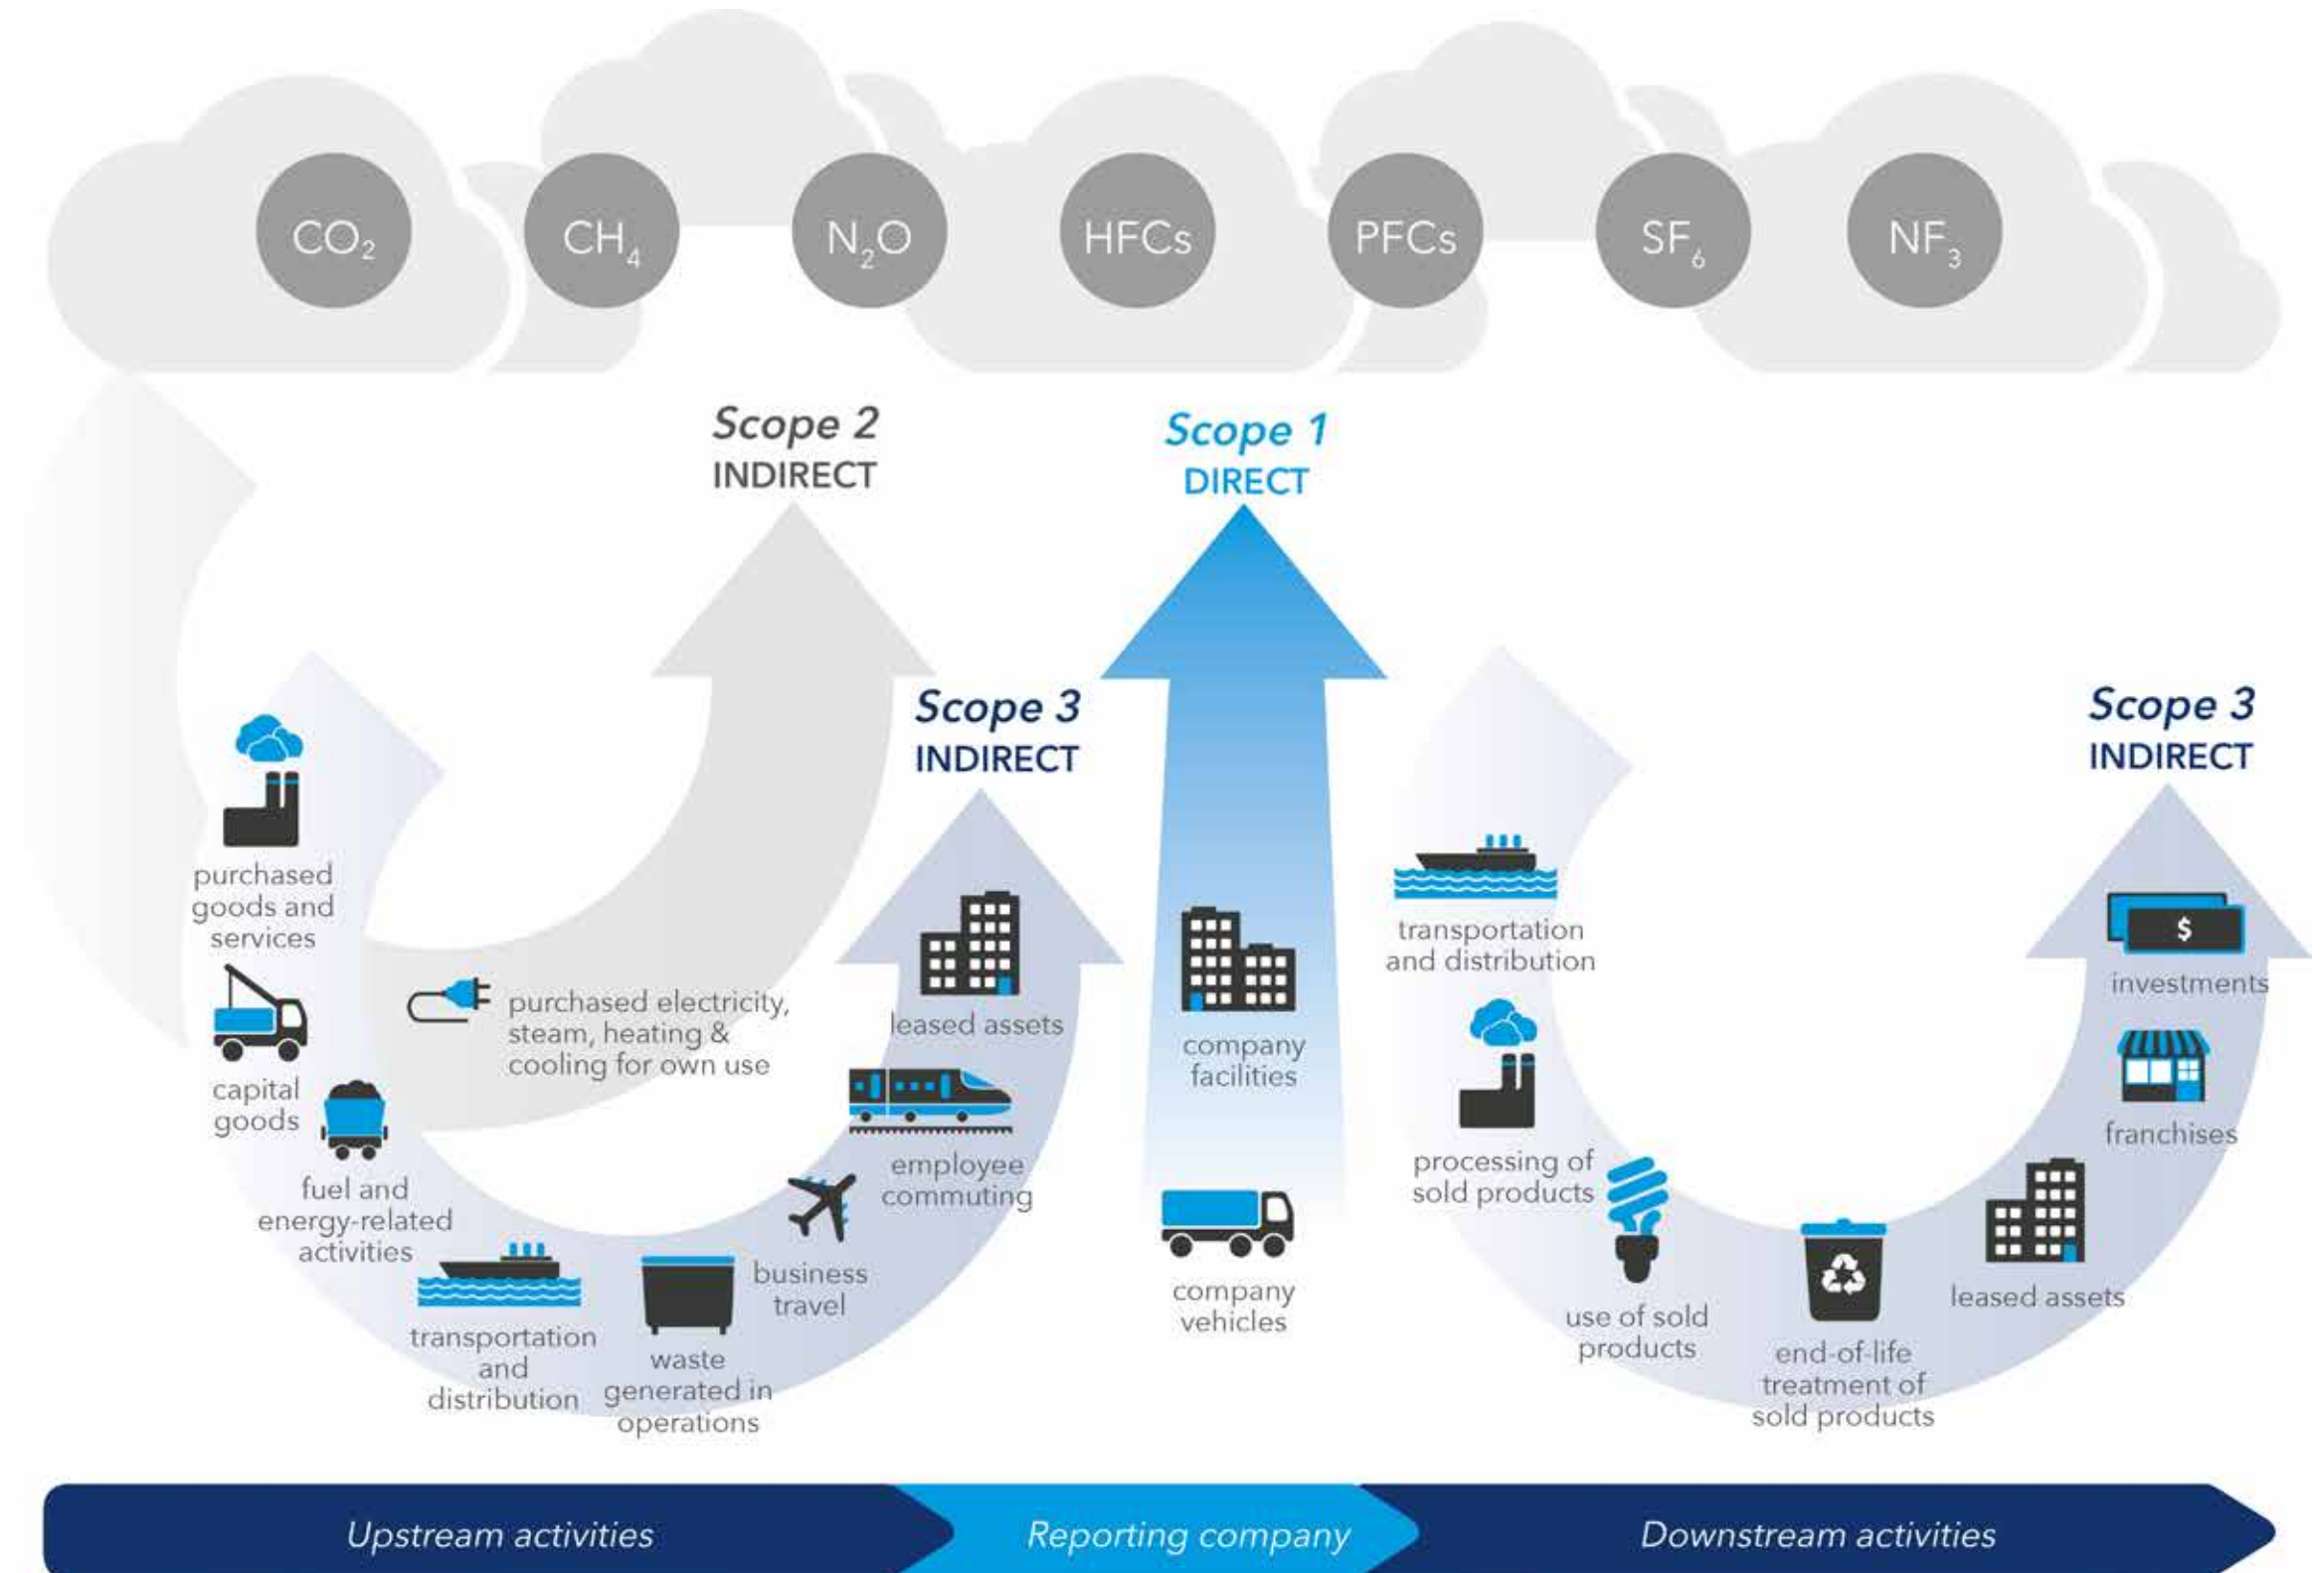 CO₂
CH₄
N₂O
HFCs
PFCs
SF₆
NF₃
Scope 2
INDIRECT
Scope 1
DIRECT
Scope 3
INDIRECT
Scope 3
INDIRECT
purchased
goods and
services
capital
goods
fuel and
energy-related
activities
purchased electricity,
steam, heating &
cooling for own use
transportation
and
distribution
waste
generated in
operations
business
travel
employee
commuting
leased assets
company
facilities
company
vehicles
transportation
and distribution
processing of
sold products
use of sold
products
end-of-life
treatment of
sold products
leased assets
franchises
$
investments
Upstream activities
Reporting company
Downstream activities